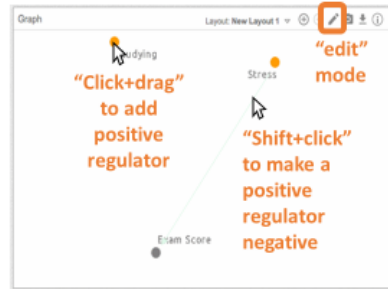 Graph
Layout: New Layout 1
"edit"
mode
udying
Stress
"Click+drag"
to add
positive
regulator
"Shift+click"
to make a
positive
regulator
negative
Exam Score